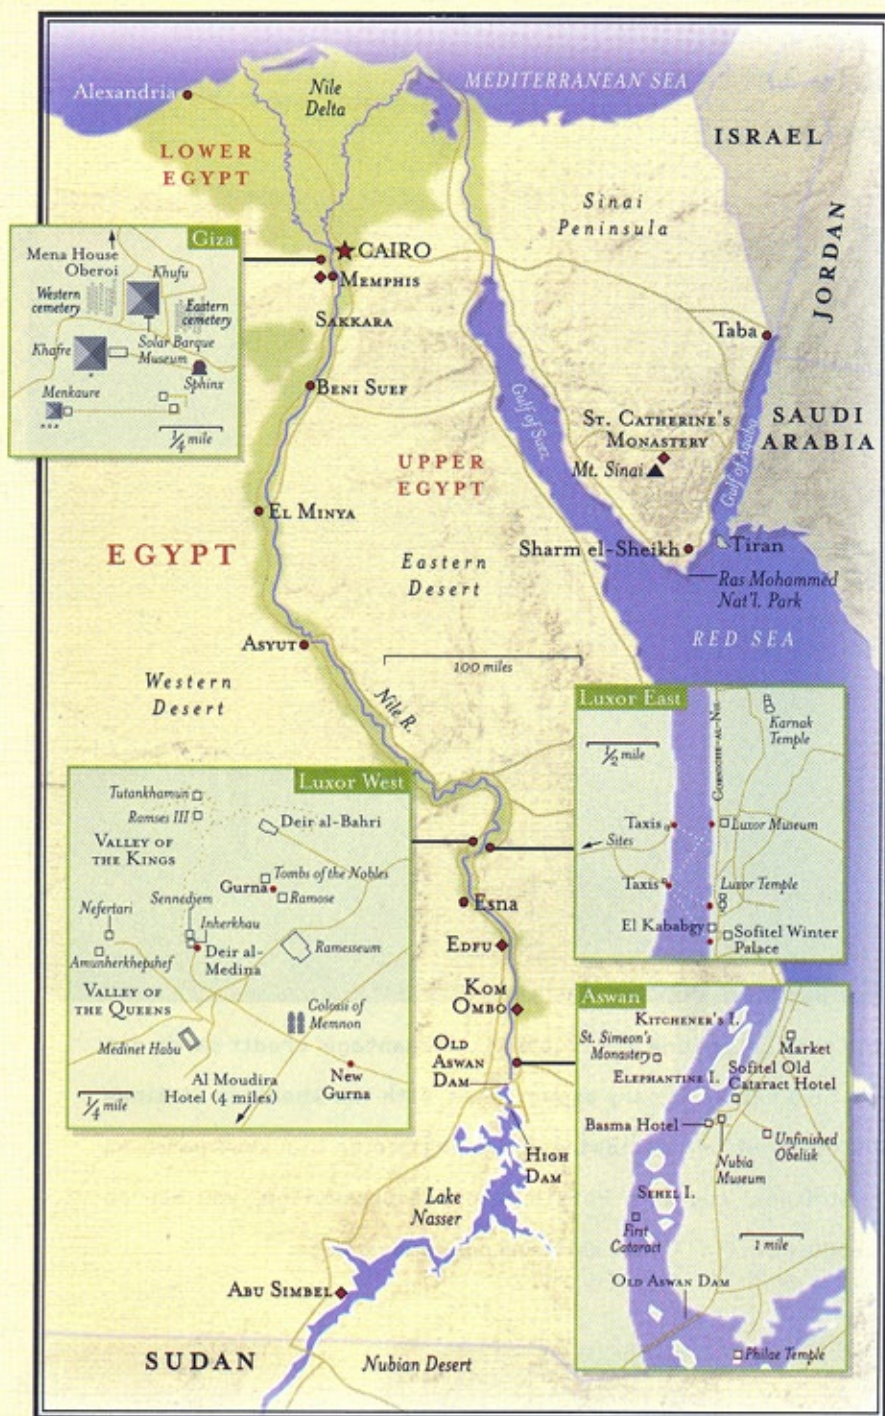 MEDITERRANEAN SEA
Alexandria
Nile
Delta
LOWER
EGYPT
ISRAEL
JORDAN
Sinai
Peninsula
CAIRO
MEMPHIS
SAKKARA
BENI SUEF
Taba
Gulf of Suez
ST. CATHERINE'S
MONASTERY
Mt. Sinai
Gulf of Aqaba
SAUDI
ARABIA
UPPER
EGYPT
EL MINYA
EGYPT
Eastern
Desert
Sharm el-Sheikh
Tiran
Ras Mohammed
Nat'l. Park
RED SEA
ASYUT
100 miles
Western
Desert
Nile R.
Esna
EDFU
KOM
OMBO
OLD
ASWAN
DAM
HIGH
DAM
Lake
Nasser
ABU SIMBEL
SUDAN
Nubian Desert
Giza
Mena House
Oberoi
Khufu
Western
cemetery
Eastern
cemetery
Khafre
Solar Barque
Museum
Sphinx
Menkaure
1/4 mile
Luxor West
Tutankhamun
Ramses III
Deir al-Bahri
VALLEY OF
THE KINGS
Tombs of the Nobles
Gurna
Ramose
Sennedjem
Nefertari
Inherkhau
Amunherkhepshef
Deir al-
Medina
Ramesseum
VALLEY OF
THE QUEENS
Colossi of
Memnon
Medinet Habu
1/4 mile
Al Moudira
Hotel (4 miles)
New
Gurna
Luxor East
1/2 mile
CORNICHE-AL-NIL
Karnak
Temple
Taxis
Sites
Luxor Museum
Taxis
Luxor Temple
El Kababgy
Sofitel Winter
Palace
Aswan
KITCHENER'S I.
St. Simeon's
Monastery
Market
ELEPHANTINE I.
Sofitel Old
Cataract Hotel
Basma Hotel
Unfinished
Obelisk
Nubia
Museum
SEHEL I.
First
Cataract
1 mile
OLD ASWAN DAM
Philae Temple